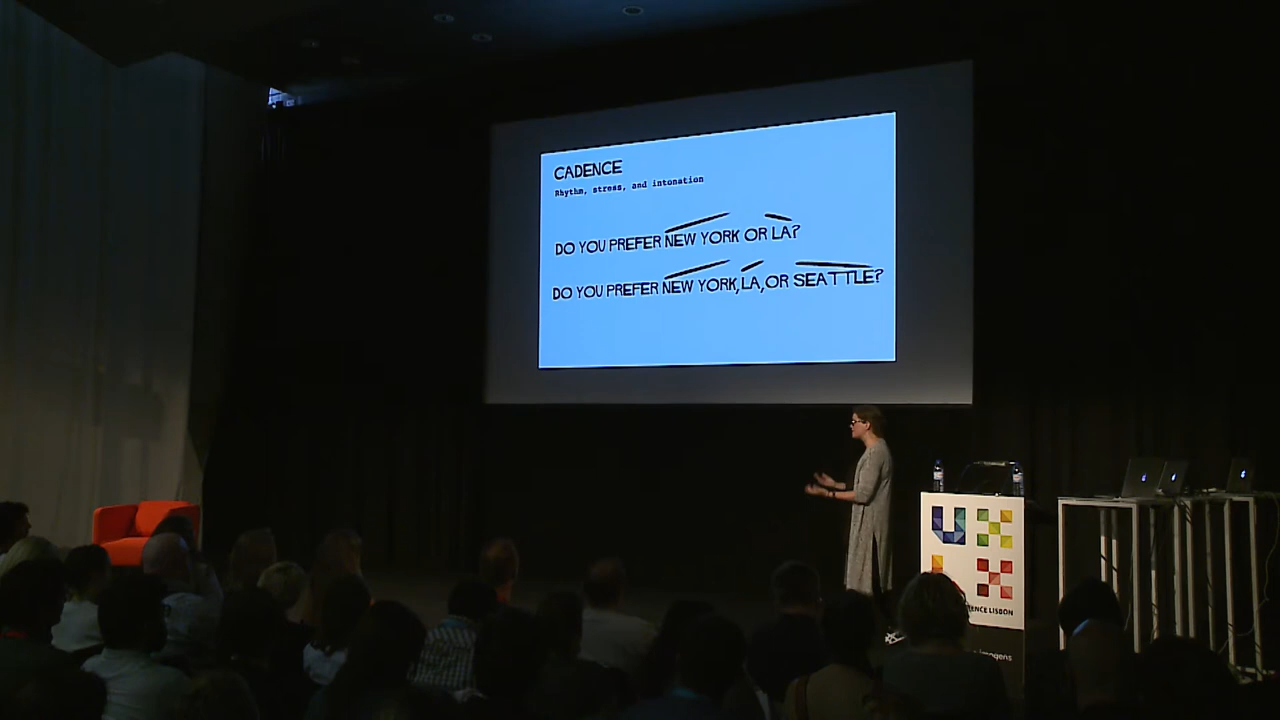 CADENCE
Rhythm, stress, and intonation
DO YOU PREFER NEW YORK OR LA?
DO YOU PREFER NEW YORK, LA, OR SEATTLE?
UX
LISBON